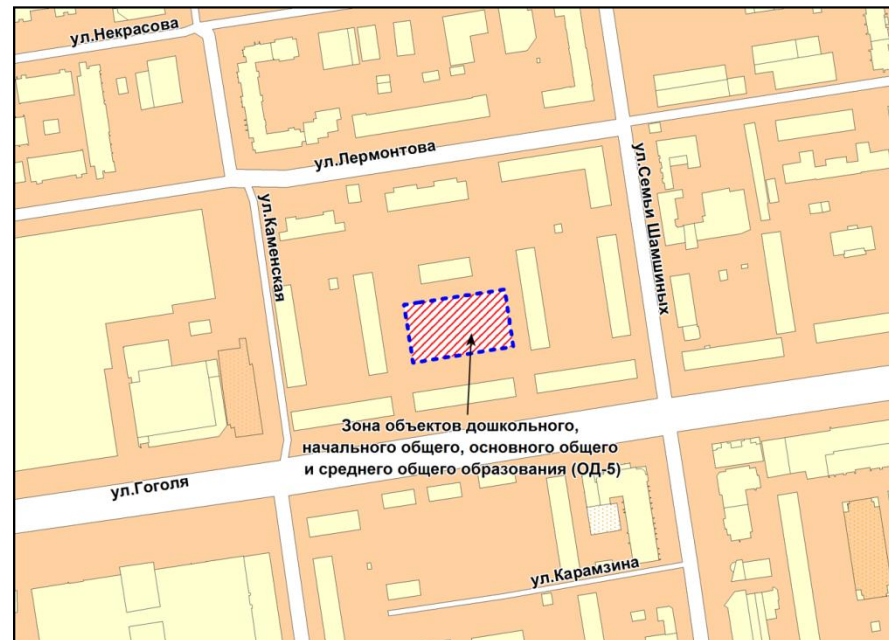 ул.Некрасова
ул.Лермонтова
ул.Каменская
ул.Семьи Шамшиных
Зона объектов дошкольного,
начального общего, основного общего
и среднего общего образования (ОД-5)
ул.Гоголя
ул.Карамзина